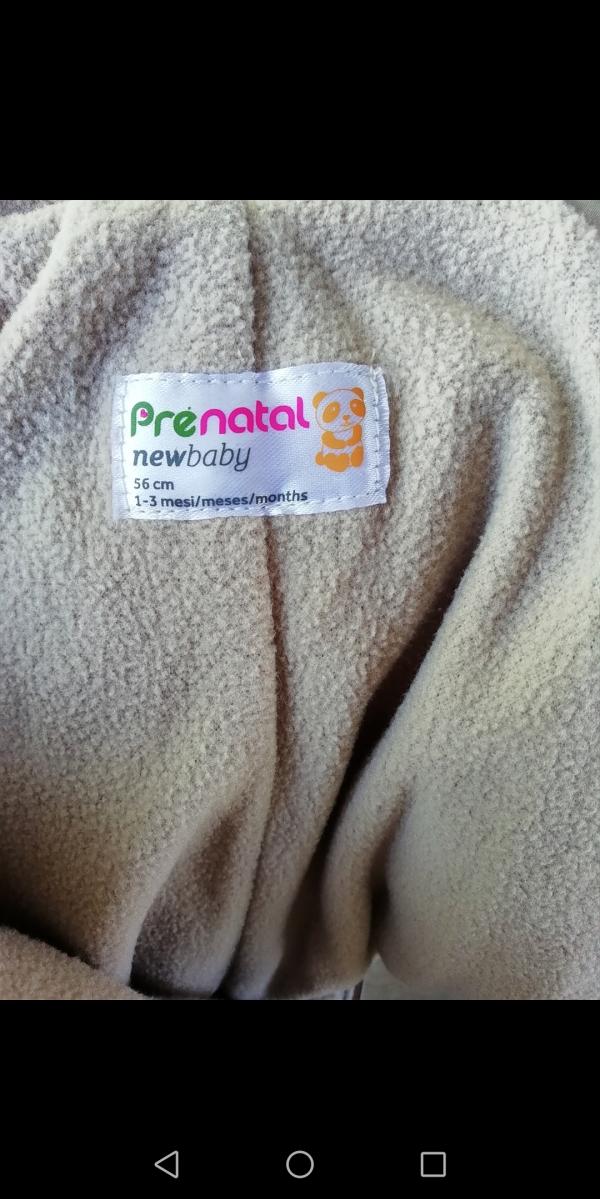 Prénatal
newbaby
56 cm
1-3 mesi/meses/months